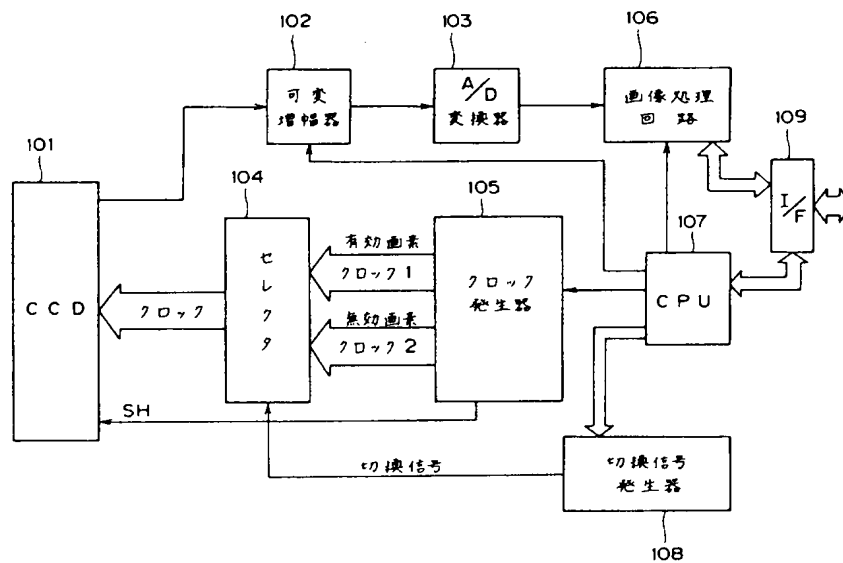 102
103
106
可変
増幅器
A/D
変換器
画像処理
回路
109
I/F
101
104
105
107
CCD
クロック
セレクタ
有効画素
クロック1
無効画素
クロック2
クロック
発生器
CPU
SH
切換信号
切換信号
発生器
108